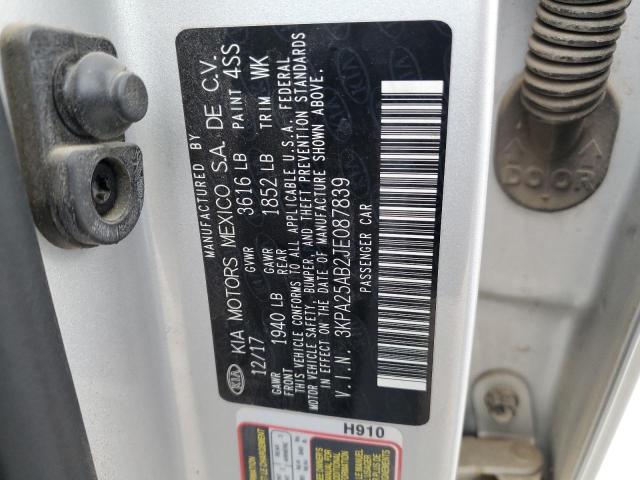 MANUFACTURED BY
KIA KIA MOTORS MEXICO S.A. DE C.V.
12/17 GVWR 3616 LB PAINT 4SS
GAWR FRONT 1940 LB GAWR REAR 1852 LB TRIM WK
THIS VEHICLE CONFORMS TO ALL APPLICABLE U.S.A. FEDERAL
MOTOR VEHICLE SAFETY, BUMPER, AND THEFT PREVENTION STANDARDS
IN EFFECT ON THE DATE OF MANUFACTURE SHOWN ABOVE.
V.I.N. 3KPA25AB2JE087899
PASSENGER CAR
DOOR
H910